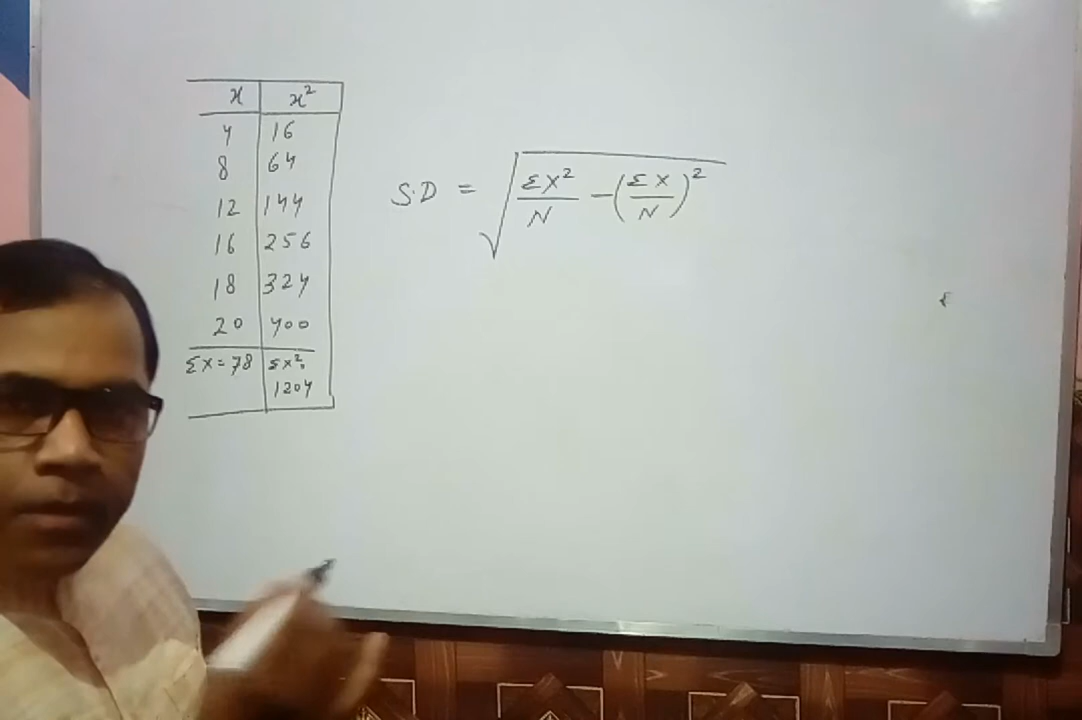 x x²
4 16
8 64
12 144
16 256
18 324
20 400
Σx = 78 Σx²=
1204
S.D = √ΣX²/N - (ΣX/N)²